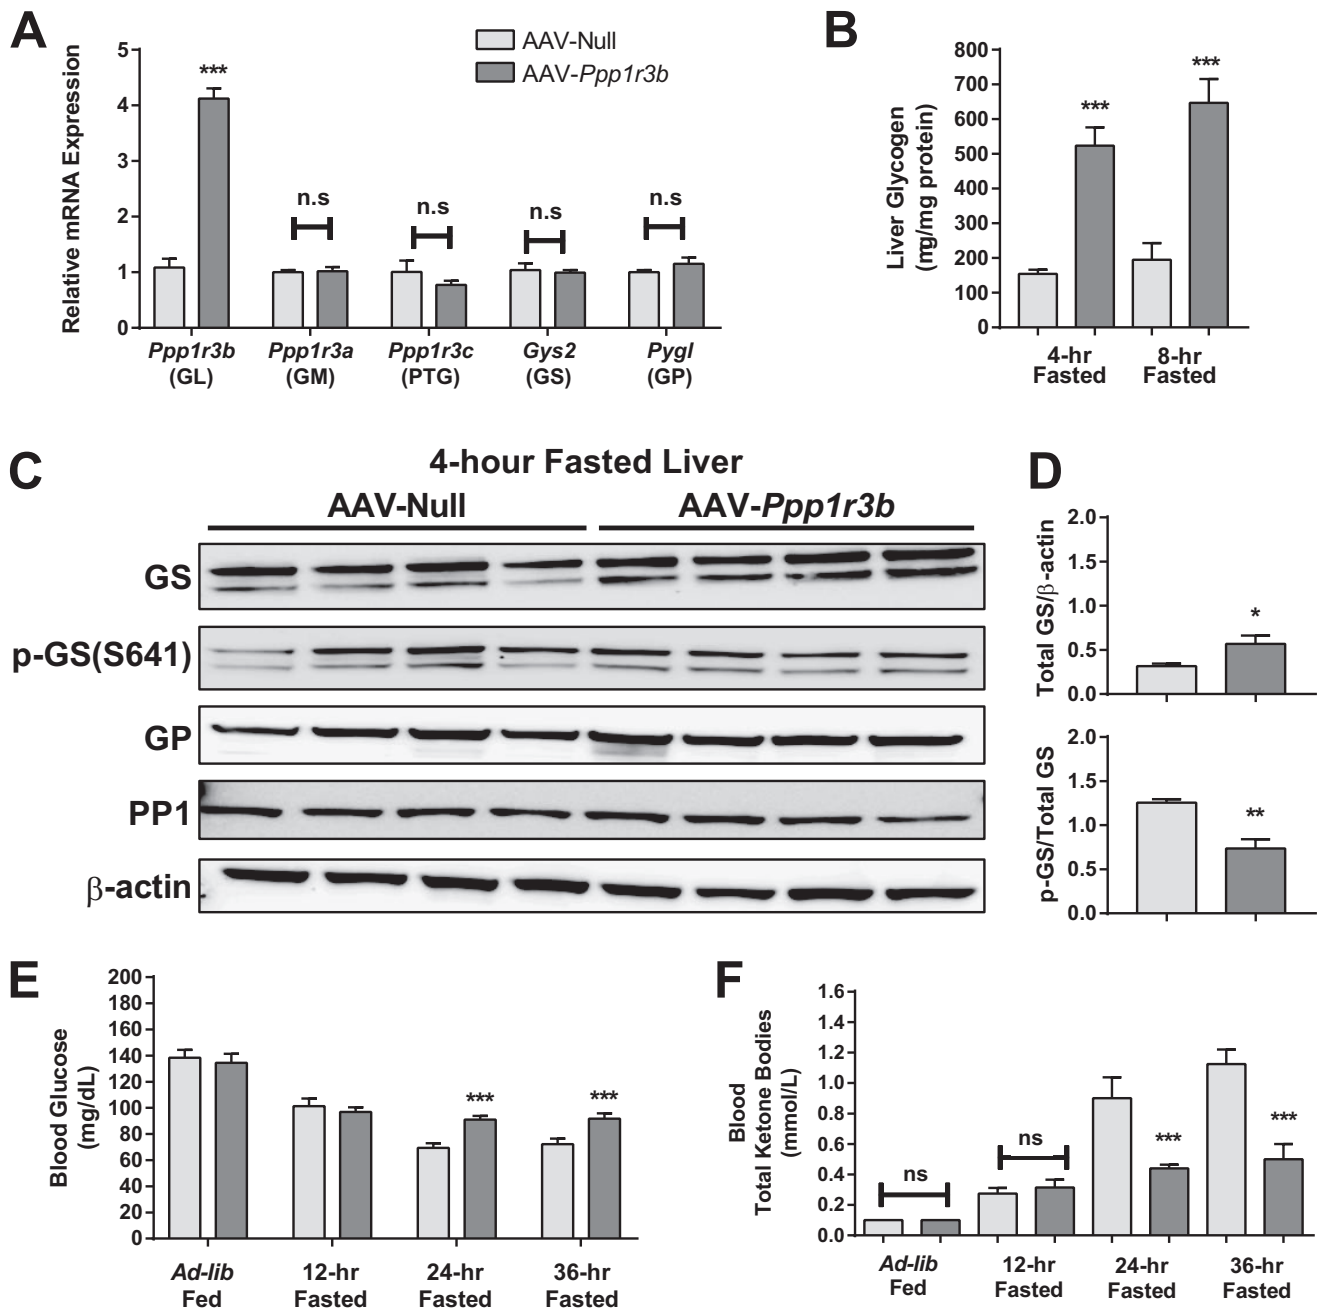 A
AAV-Null
AAV-Ppp1r3b
Relative mRNA Expression
5
4
3
2
1
0
***
n.s
n.s
n.s
n.s
Ppp1r3b Ppp1r3a Ppp1r3c Gys2 Pygl
(GL) (GM) (PTG) (GS) (GP)
B
Liver Glycogen
(mg/mg protein)
800
700
600
500
400
300
200
100
0
***
***
4-hr 8-hr
Fasted Fasted
C
4-hour Fasted Liver
AAV-Null AAV-Ppp1r3b
GS
p-GS(S641)
GP
PP1
β-actin
D
Total GS/β-actin
2.0
1.5
1.0
0.5
0.0
*
p-GS/Total GS
2.0
1.5
1.0
0.5
0.0
**
E
Blood Glucose
(mg/dL)
200
180
160
140
120
100
80
60
40
20
0
***
***
Ad-lib 12-hr 24-hr 36-hr
Fed Fasted Fasted Fasted
F
Blood
Total Ketone Bodies
(mmol/L)
1.6
1.4
1.2
1.0
0.8
0.6
0.4
0.2
0.0
ns
ns
***
***
Ad-lib 12-hr 24-hr 36-hr
Fed Fasted Fasted Fasted